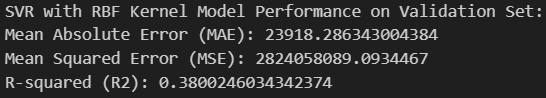 SVR with RBF Kernel Model Performance on Validation Set:
Mean Absolute Error (MAE): 23918.286343004384
Mean Squared Error (MSE): 2824058089.0934467
R-squared (R2): 0.3800246034342374